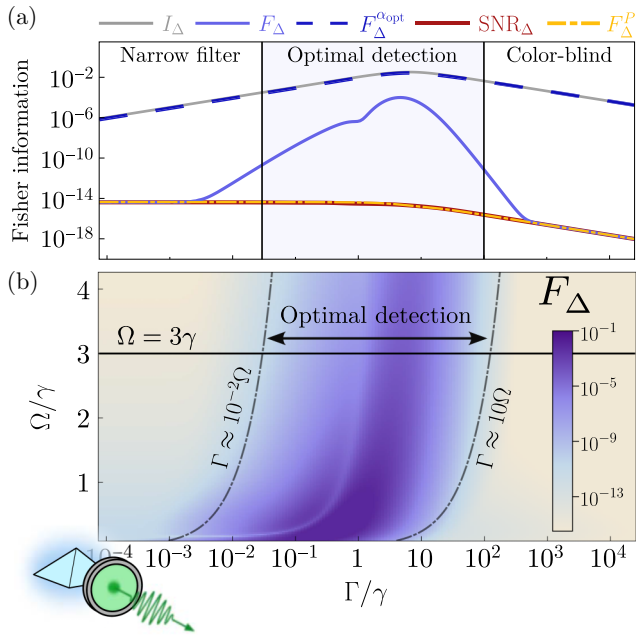 (a) I_Δ F_Δ F_Δ^{α_opt} SNR_Δ F_Δ^P
Narrow filter Optimal detection Color-blind
Fisher information
10^{-2}
10^{-6}
10^{-10}
10^{-14}
10^{-18}
(b)
F_Δ
Optimal detection
Ω = 3γ
Γ ≈ 10^{-2}Ω
Γ ≈ 10Ω
10^{-1}
10^{-5}
10^{-9}
10^{-13}
Ω/γ
4
3
2
1
10^{-4} 10^{-3} 10^{-2} 10^{-1} 1 10 10^2 10^3 10^4
Γ/γ